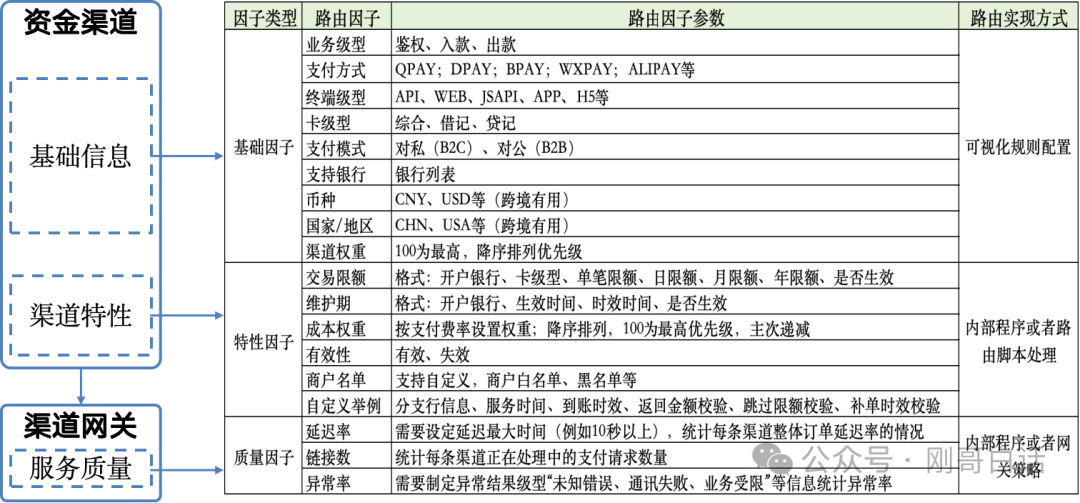 资金渠道
基础信息
渠道特性
渠道网关
服务质量
因子类型 路由因子 路由因子参数 路由实现方式
基础因子
业务级型 鉴权、入款、出款
支付方式 QPAY；DPAY；BPAY；WXPAY；ALIPAY等
终端级型 API、WEB、JSAPI、APP、H5等
卡级型 综合、借记、贷记
支付模式 对私（B2C）、对公（B2B）
支持银行 银行列表
币种 CNY、USD等（跨境有用）
国家/地区 CHN、USA等（跨境有用）
渠道权重 100为最高，降序排列优先级
可视化规则配置
特性因子
交易限额 格式：开户银行、卡级型、单笔限额、日限额、月限额、年限额、是否生效
维护期 格式：开户银行、生效时间、时效时间、是否生效
成本权重 按支付费率设置权重；降序排列，100为最高优先级，主次递减
有效性 有效、失效
商户名单 支持自定义，商户白名单、黑名单等
自定义举例 分支行信息、服务时间、到账时效、返回金额校验、跳过限额校验、补单时效校验
内部程序或者路
由脚本处理
质量因子
延迟率 需要设定延迟最大时间（例如10秒以上），统计每条渠道整体订单延迟率的情况
链接数 统计每条渠道正在处理中的支付请求数量
异常率 需要制定异常结果级型“未知错误、通讯失败、业务受限”等信息统计异常率
内部程序或者网
关策略
公众号·刚哥白话